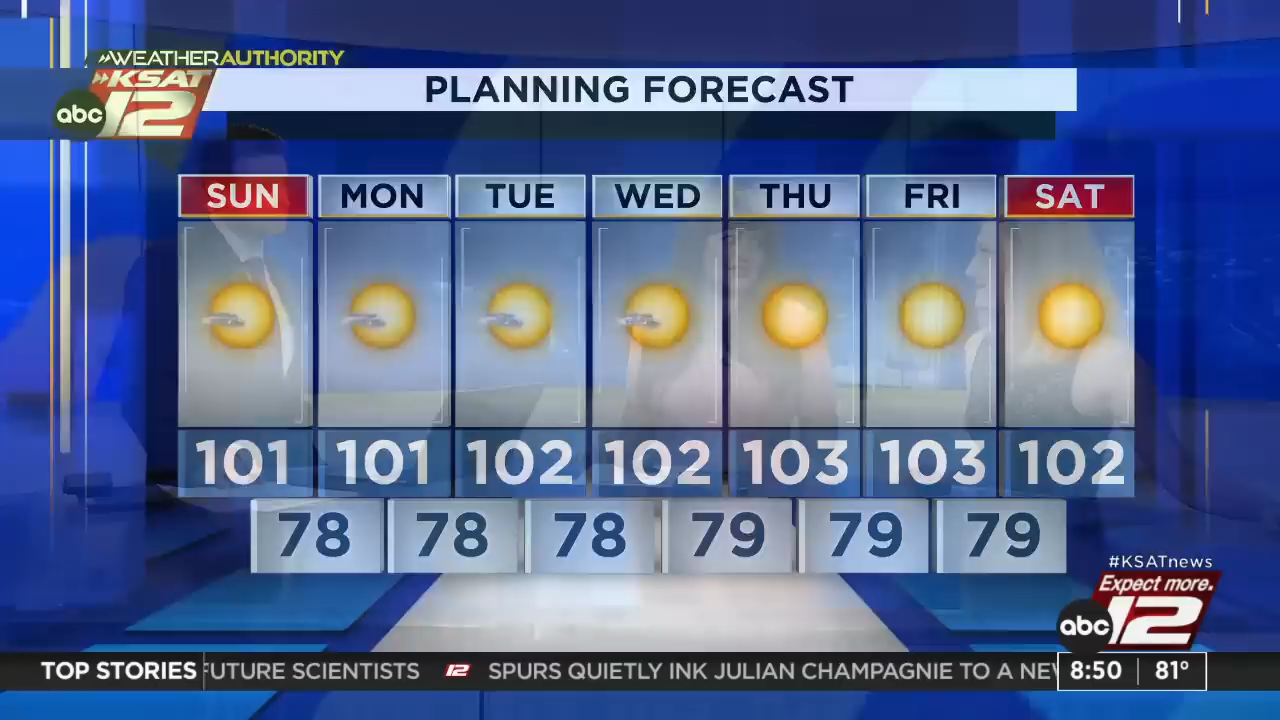 WEATHERAUTHORITY
KSAT
abc 12
PLANNING FORECAST
SUN MON TUE WED THU FRI SAT
101 101 102 102 103 103 102
78 78 78 79 79 79
#KSATnews
Expect more.
abc 12
TOP STORIES FUTURE SCIENTISTS 12 SPURS QUIETLY INK JULIAN CHAMPAGNIE TO A NEW 8:50 81°